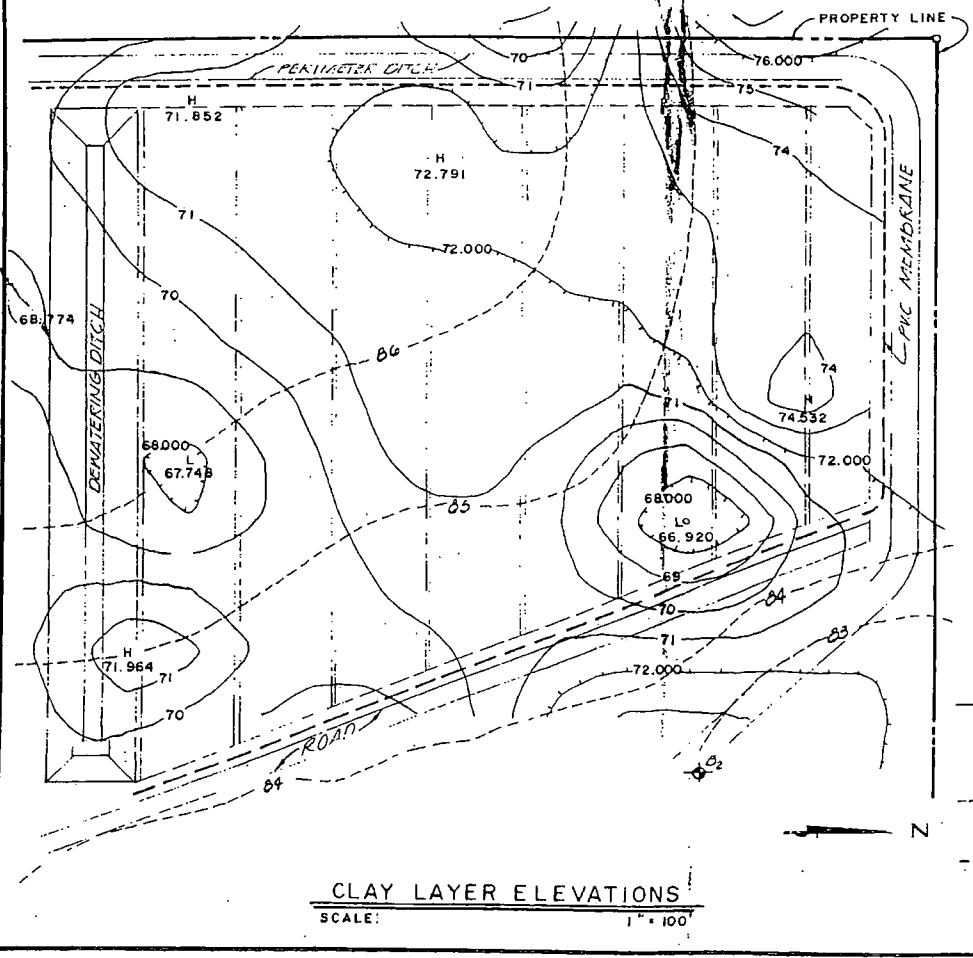 PROPERTY LINE
70
76.000
PERIMETER DITCH
71
75
H
71.852
74
H
72.791
PVC MEMBRANE
71
72.000
70
68.774
DEWATERING DITCH
86
74
H
74.532
71
68.000
L
67.748
72.000
85
68.000
Lo
66.920
69
84
70
83
71
H
71.964
72.000
71
70
ROAD
B2
84
N
CLAY LAYER ELEVATIONS
SCALE: 1" = 100'